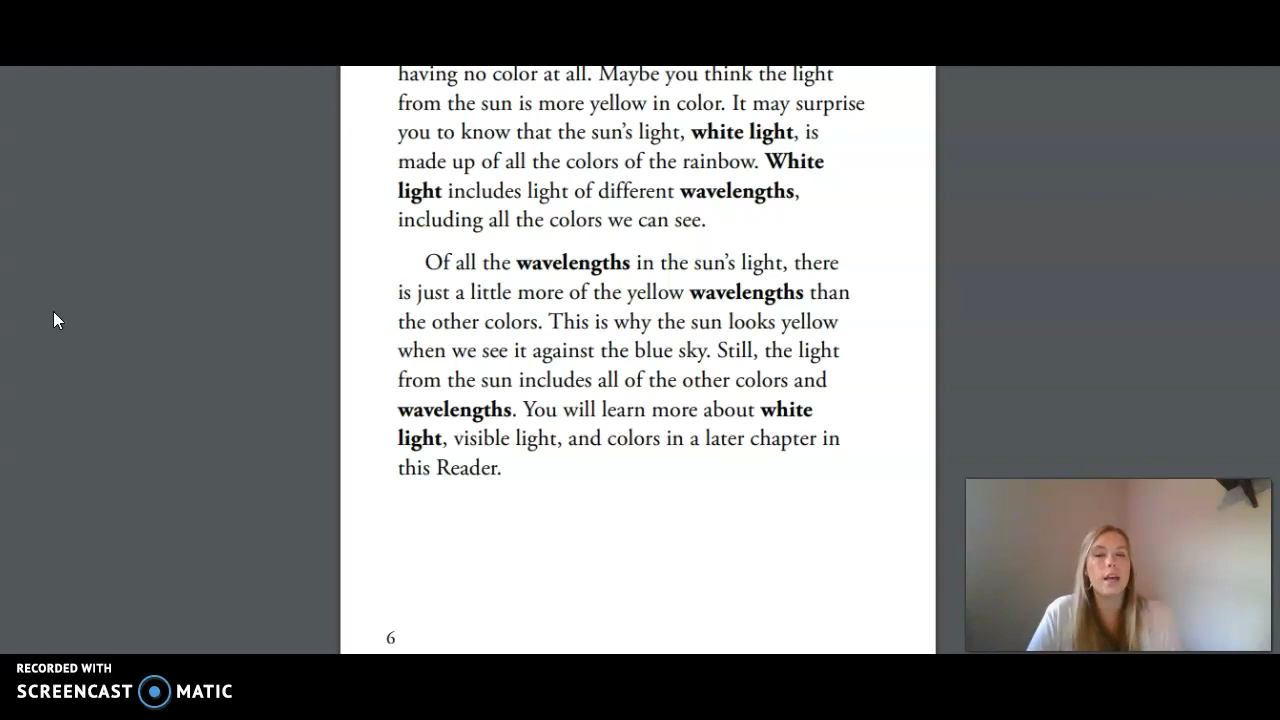 having no color at all. Maybe you think the light
from the sun is more yellow in color. It may surprise
you to know that the sun’s light, white light, is
made up of all the colors of the rainbow. White
light includes light of different wavelengths,
including all the colors we can see.
Of all the wavelengths in the sun’s light, there
is just a little more of the yellow wavelengths than
the other colors. This is why the sun looks yellow
when we see it against the blue sky. Still, the light
from the sun includes all of the other colors and
wavelengths. You will learn more about white
light, visible light, and colors in a later chapter in
this Reader.
6
RECORDED WITH
SCREENCAST MATIC